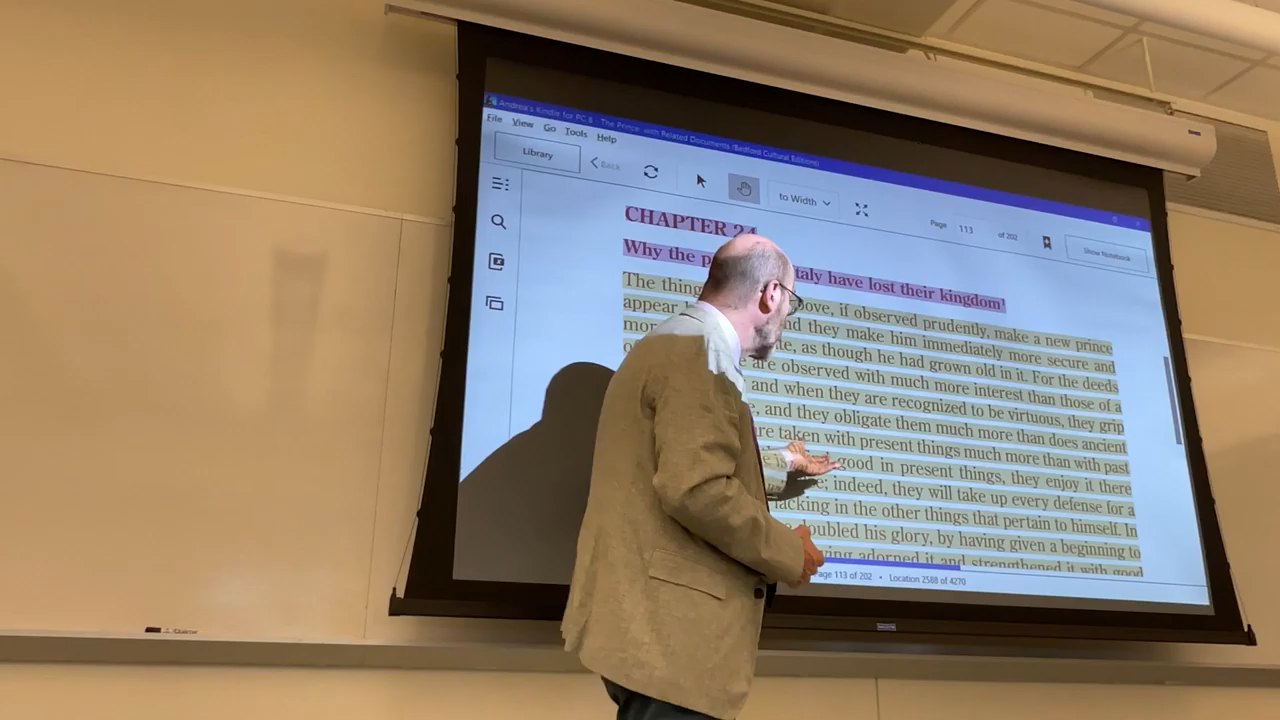 Andrea's Kindle for PC 6 - The Prince: with Related Documents (Bedford Cultural Editions)
File View Go Tools Help
Library Back to Width Page 113 of 202 Show Notebook
CHAPTER 24
Why the p taly have lost their kingdom
The thing ove, if observed prudently, make a new prince
appear nd they make him immediately more secure and
mor te, as though he had grown old in it. For the deeds
are observed with much more interest than those of a
and when they are recognized to be virtuous, they grip
, and they obligate them much more than does ancient
re taken with present things much more than with past
e is good in present things, they enjoy it there
e; indeed, they will take up every defense for a
lacking in the other things that pertain to himself. In
doubled his glory, by having given a beginning to
ving adorned it and strengthened it with good
Page 113 of 202 • Location 2588 of 4270